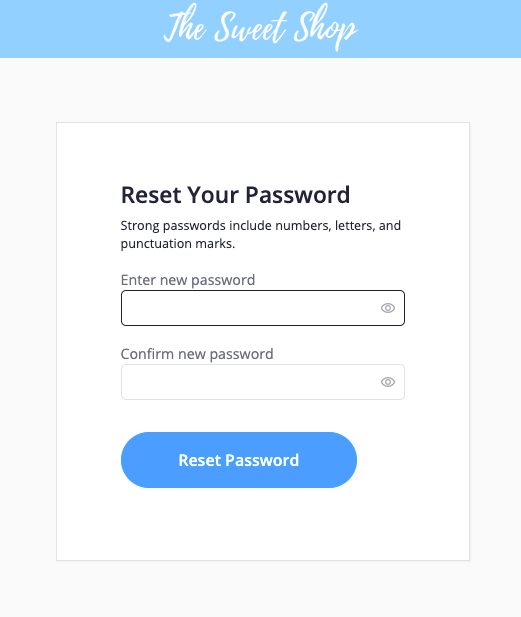 The Sweet Shop
Reset Your Password
Strong passwords include numbers, letters, and
punctuation marks.
Enter new password
Confirm new password
Reset Password